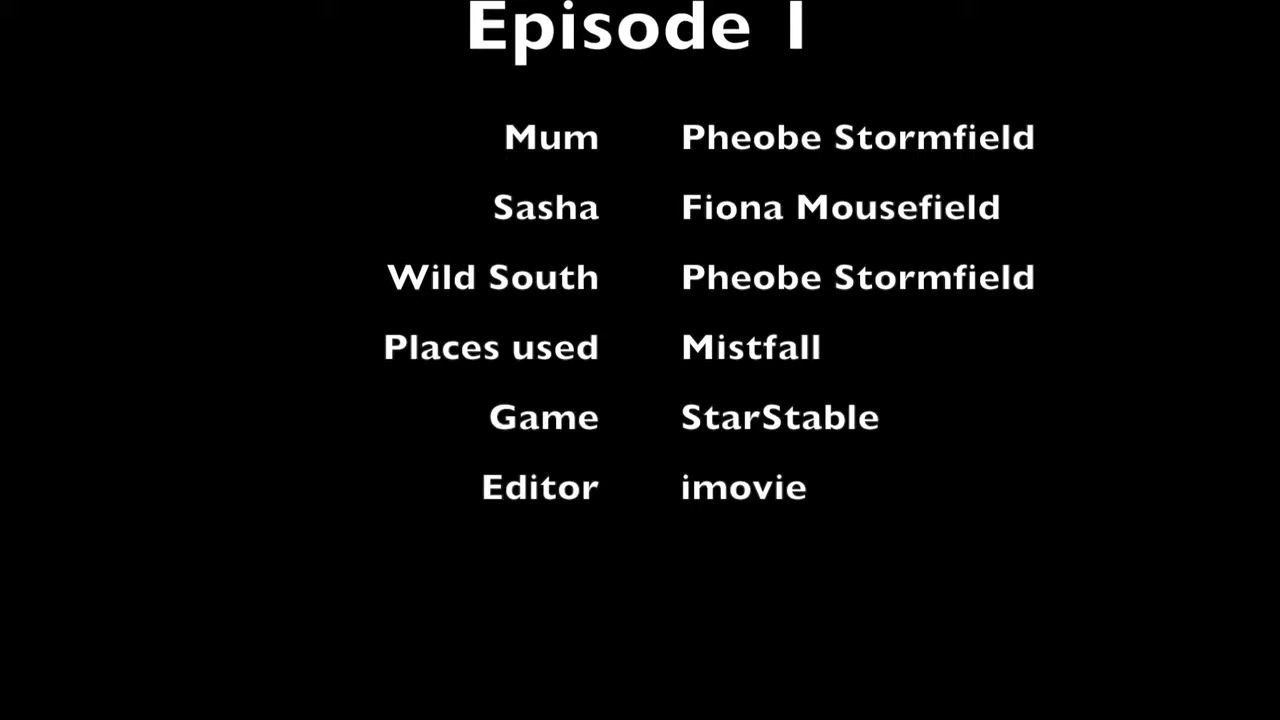 Episode 1
Mum Pheobe Stormfield
Sasha Fiona Mousefield
Wild South Pheobe Stormfield
Places used Mistfall
Game StarStable
Editor imovie